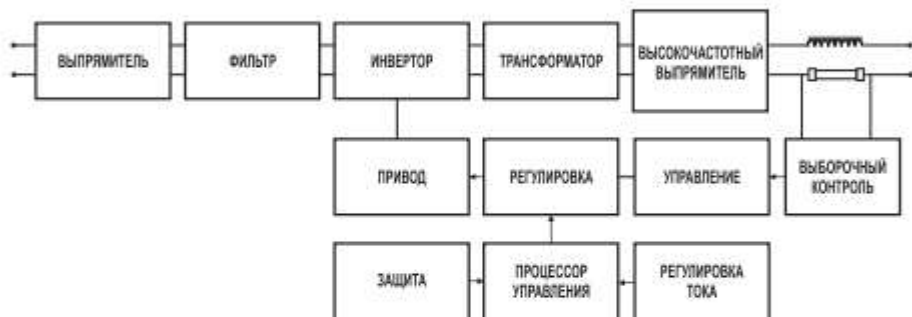 ВЫПРЯМИТЕЛЬ
ФИЛЬТР
ИНВЕРТОР
ТРАНСФОРМАТОР
ВЫСОКОЧАСТОТНЫЙ
ВЫПРЯМИТЕЛЬ
ПРИВОД
РЕГУЛИРОВКА
УПРАВЛЕНИЕ
ВЫБОРОЧНЫЙ
КОНТРОЛЬ
ЗАЩИТА
ПРОЦЕССОР
УПРАВЛЕНИЯ
РЕГУЛИРОВКА
ТОКА